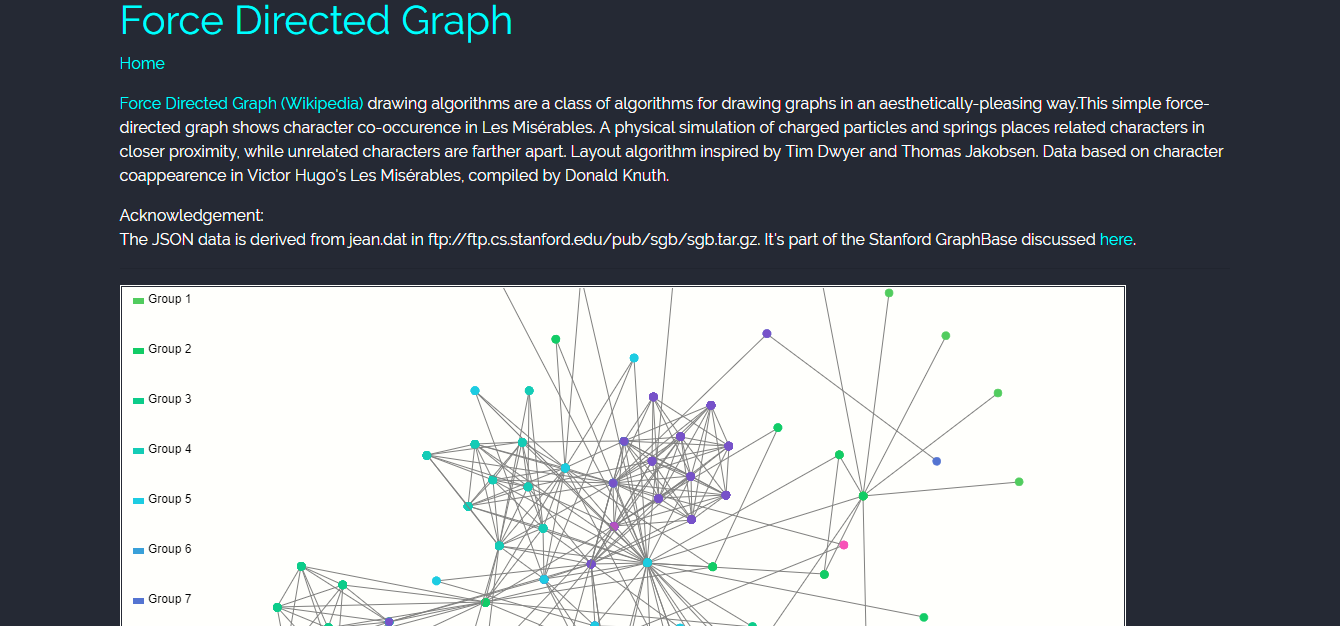 Force Directed Graph
Home
Force Directed Graph (Wikipedia) drawing algorithms are a class of algorithms for drawing graphs in an aesthetically-pleasing way.This simple force-
directed graph shows character co-occurence in Les Misérables. A physical simulation of charged particles and springs places related characters in
closer proximity, while unrelated characters are farther apart. Layout algorithm inspired by Tim Dwyer and Thomas Jakobsen. Data based on character
coappearence in Victor Hugo's Les Misérables, compiled by Donald Knuth.
Acknowledgement:
The JSON data is derived from jean.dat in ftp://ftp.cs.stanford.edu/pub/sgb/sgb.tar.gz. It's part of the Stanford GraphBase discussed here.
Group 1
Group 2
Group 3
Group 4
Group 5
Group 6
Group 7